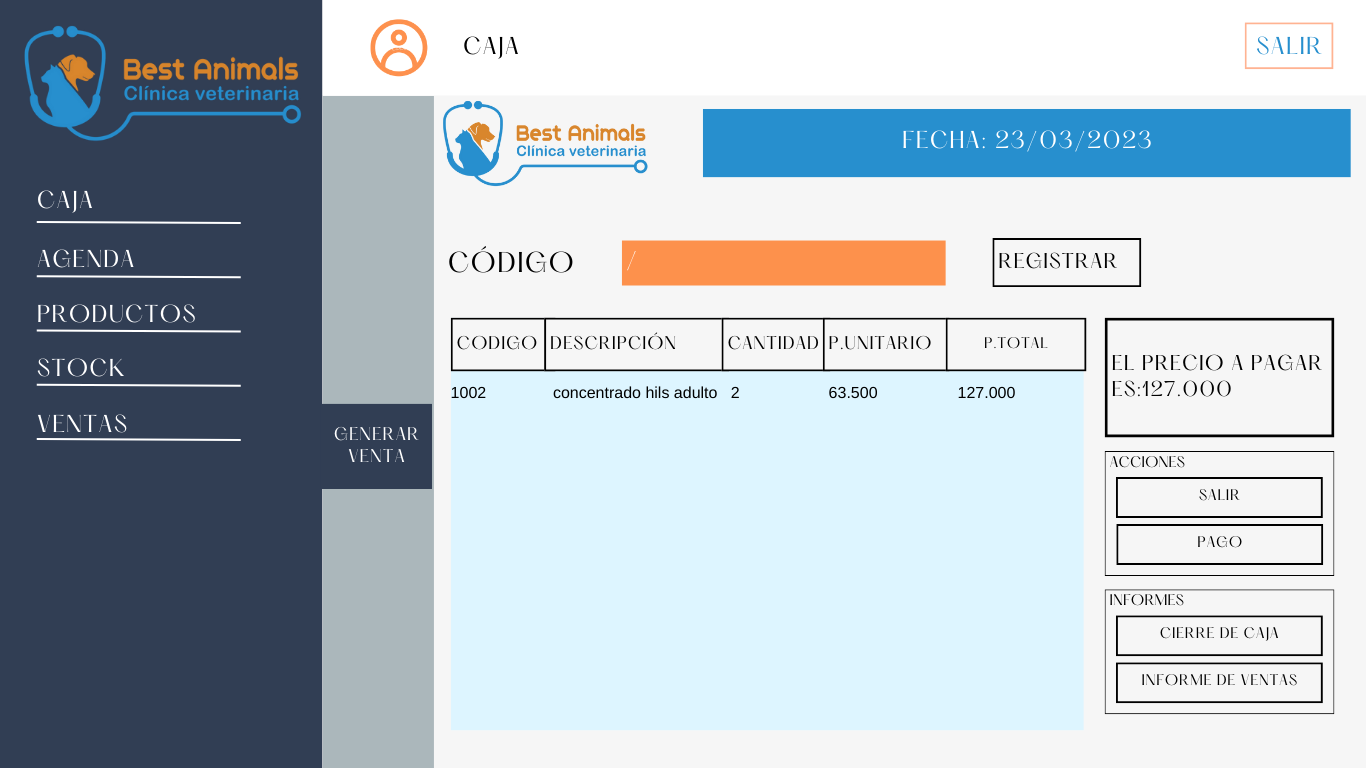 Best Animals
Clínica veterinaria
CAJA
SALIR
CAJA
AGENDA
PRODUCTOS
STOCK
VENTAS
GENERAR
VENTA
Best Animals
Clínica veterinaria
FECHA: 23/03/2023
CÓDIGO
/
REGISTRAR
CODIGO DESCRIPCIÓN CANTIDAD P.UNITARIO P.TOTAL
1002 concentrado hils adulto 2 63.500 127.000
EL PRECIO A PAGAR
ES:127.000
ACCIONES
SALIR
PAGO
INFORMES
CIERRE DE CAJA
INFORME DE VENTAS